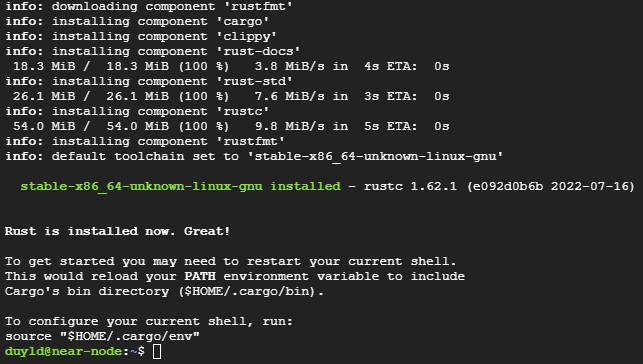 info: downloading component 'rustfmt'
info: installing component 'cargo'
info: installing component 'clippy'
info: installing component 'rust-docs'
18.3 MiB / 18.3 MiB (100 %) 3.8 MiB/s in 4s ETA: 0s
info: installing component 'rust-std'
26.1 MiB / 26.1 MiB (100 %) 7.6 MiB/s in 3s ETA: 0s
info: installing component 'rustc'
54.0 MiB / 54.0 MiB (100 %) 9.8 MiB/s in 5s ETA: 0s
info: installing component 'rustfmt'
info: default toolchain set to 'stable-x86_64-unknown-linux-gnu'
stable-x86_64-unknown-linux-gnu installed - rustc 1.62.1 (e092d0b6b 2022-07-16)
Rust is installed now. Great!
To get started you may need to restart your current shell.
This would reload your PATH environment variable to include
Cargo's bin directory ($HOME/.cargo/bin).
To configure your current shell, run:
source "$HOME/.cargo/env"
duyld@near-node:~$